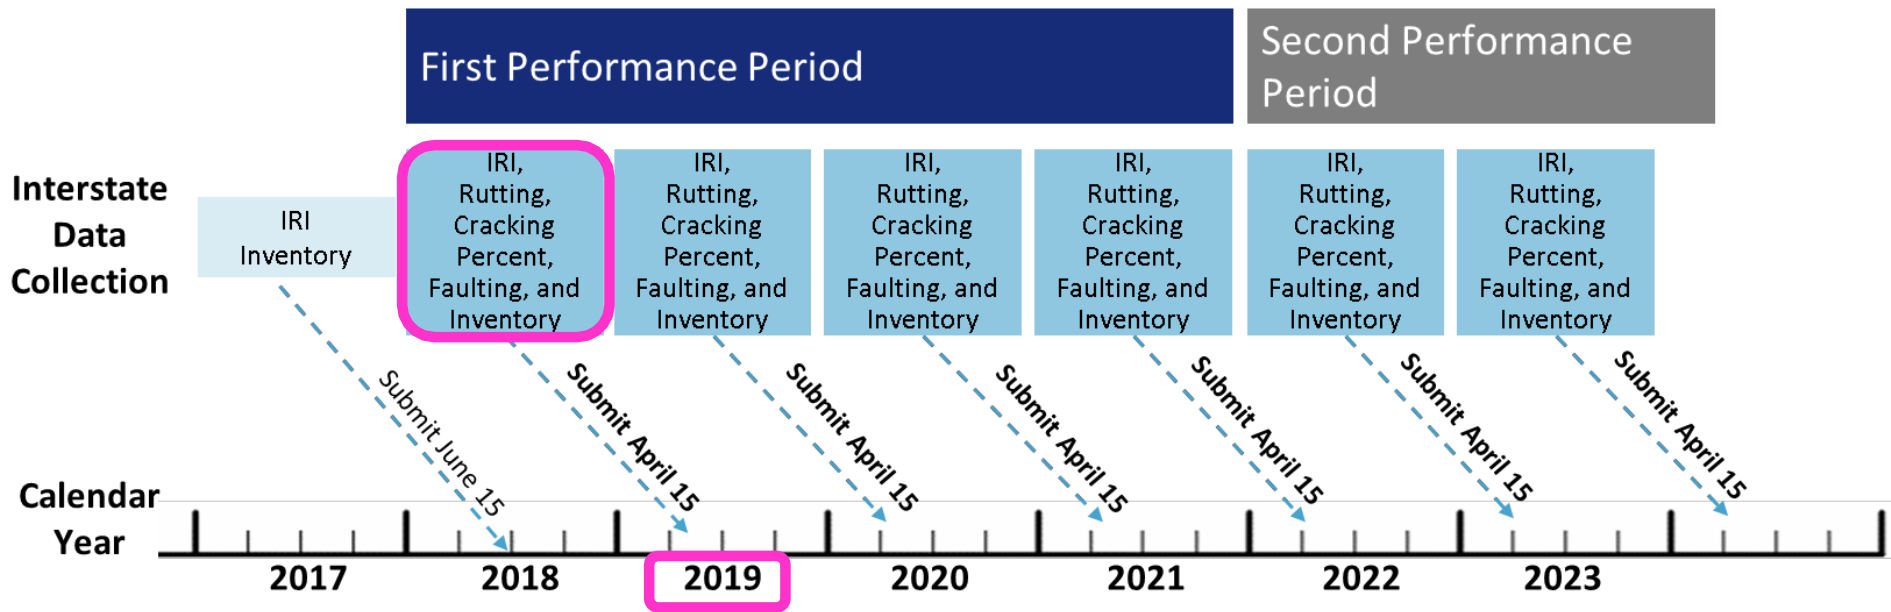 First Performance Period
Second Performance
Period
Interstate
Data
Collection
IRI
Inventory
IRI,
Rutting,
Cracking
Percent,
Faulting, and
Inventory
IRI,
Rutting,
Cracking
Percent,
Faulting, and
Inventory
IRI,
Rutting,
Cracking
Percent,
Faulting, and
Inventory
IRI,
Rutting,
Cracking
Percent,
Faulting, and
Inventory
IRI,
Rutting,
Cracking
Percent,
Faulting, and
Inventory
IRI,
Rutting,
Cracking
Percent,
Faulting, and
Inventory
Submit June 15
Submit April 15
Submit April 15
Submit April 15
Submit April 15
Submit April 15
Submit April 15
Calendar
Year
2017
2018
2019
2020
2021
2022
2023